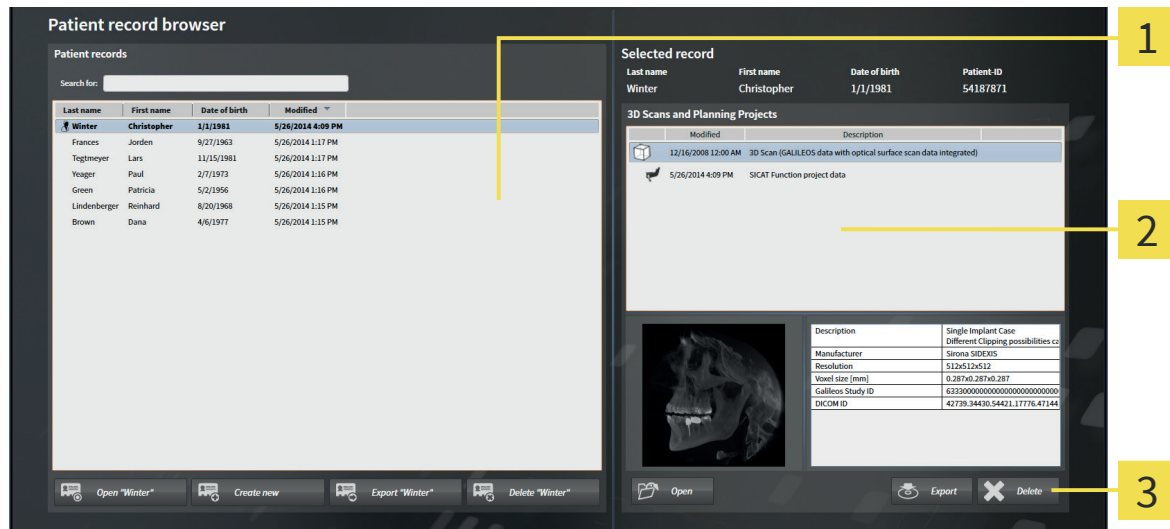 Patient record browser
Patient records
Search for:
Last name First name Date of birth Modified
Winter Christopher 1/1/1981 5/26/2014 4:09 PM
Frances Jorden 9/27/1963 5/26/2014 1:17 PM
Tegtmeyer Lars 11/15/1981 5/26/2014 1:17 PM
Yeager Paul 2/7/1973 5/26/2014 1:16 PM
Green Patricia 5/2/1956 5/26/2014 1:16 PM
Lindenberger Reinhard 8/20/1968 5/26/2014 1:15 PM
Brown Dana 4/6/1977 5/26/2014 1:15 PM
Open "Winter" Create new Export "Winter" Delete "Winter"
Selected record
Last name First name Date of birth Patient-ID
Winter Christopher 1/1/1981 54187871
3D Scans and Planning Projects
Modified Description
12/16/2008 12:00 AM 3D Scan (GALILEOS data with optical surface scan data integrated)
5/26/2014 4:09 PM SICAT Function project data
Description Single Implant Case
Different Clipping possibilities ca
Manufacturer Sirona SIDEXIS
Resolution 512x512x512
Voxel size [mm] 0.287x0.287x0.287
Galileos Study ID
DICOM ID 42739.34430.54421.17776.47144
Open Export Delete
1
2
3